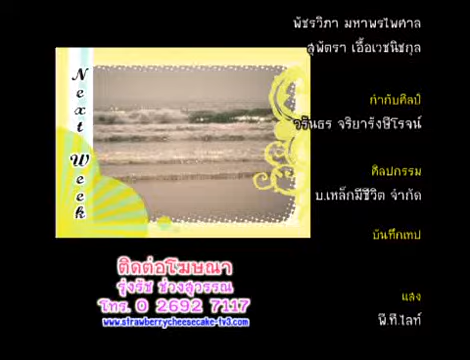 พัชรวิภา มหาพรไพศาล
สุพัตรา เอื้อเวชนิชกุล
กำกับศิลป์
วรันธร จริยารังษีโรจน์
ศิลปกรรม
บ.เหล็กมีชีวิต จำกัด
บันทึกเทป
แสง
พี.ที.ไลท์
Next Week
ติดต่อโฆษณา
รุ่งรัช ช่วงสุวรรณ
โทร. 0 2692 7117
www.strawberrycheesecake-tv3.com